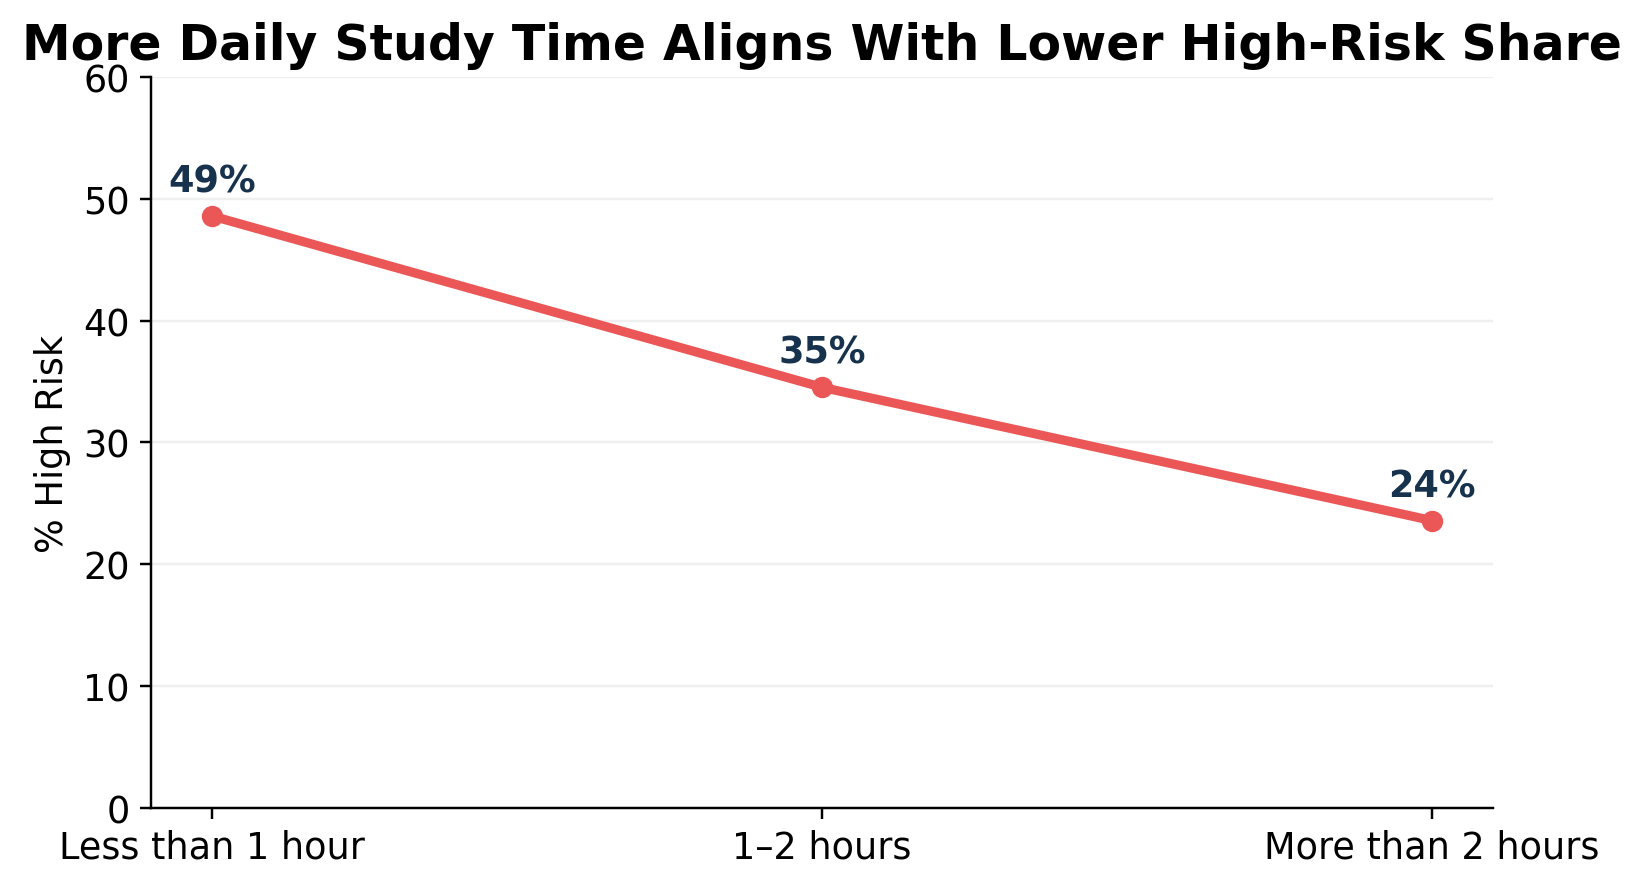 More Daily Study Time Aligns With Lower High-Risk Share
% High Risk
60
50
40
30
20
10
0
49%
35%
24%
Less than 1 hour
1–2 hours
More than 2 hours